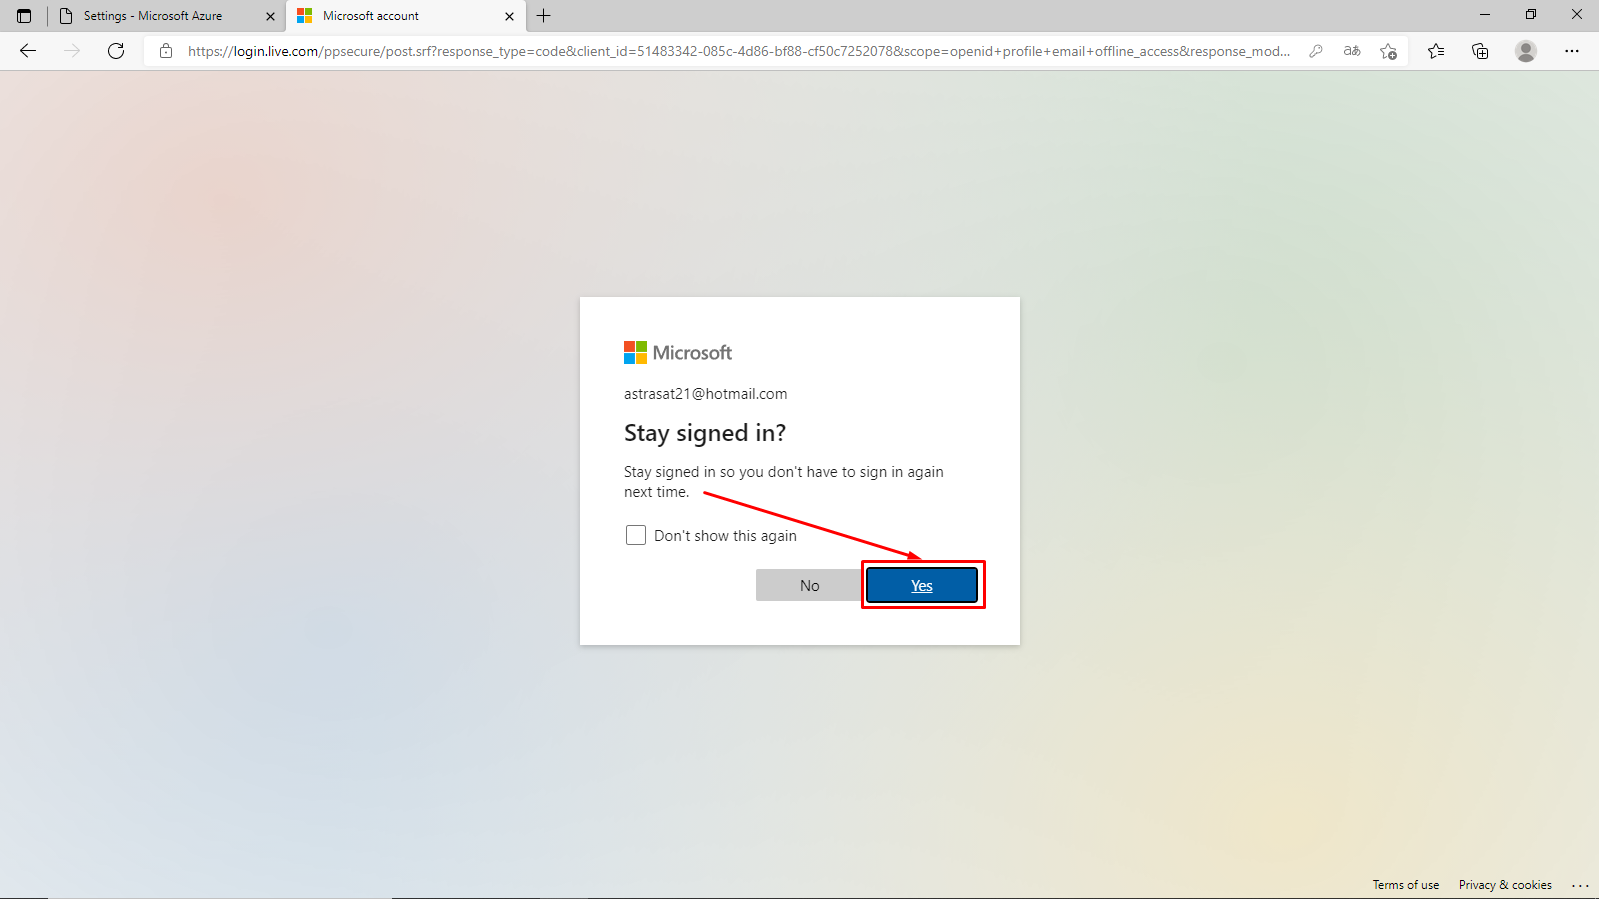 Settings - Microsoft Azure
Microsoft account
https://login.live.com/ppsecure/post.srf?response_type=code&client_id=51483342-085c-4d86-bf88-cf50c7252078&scope=openid+profile+email+offline_access&response_mod...
aあ
Microsoft
astrasat21@hotmail.com
Stay signed in?
Stay signed in so you don't have to sign in again
next time.
Don't show this again
No
Yes
Terms of use
Privacy & cookies